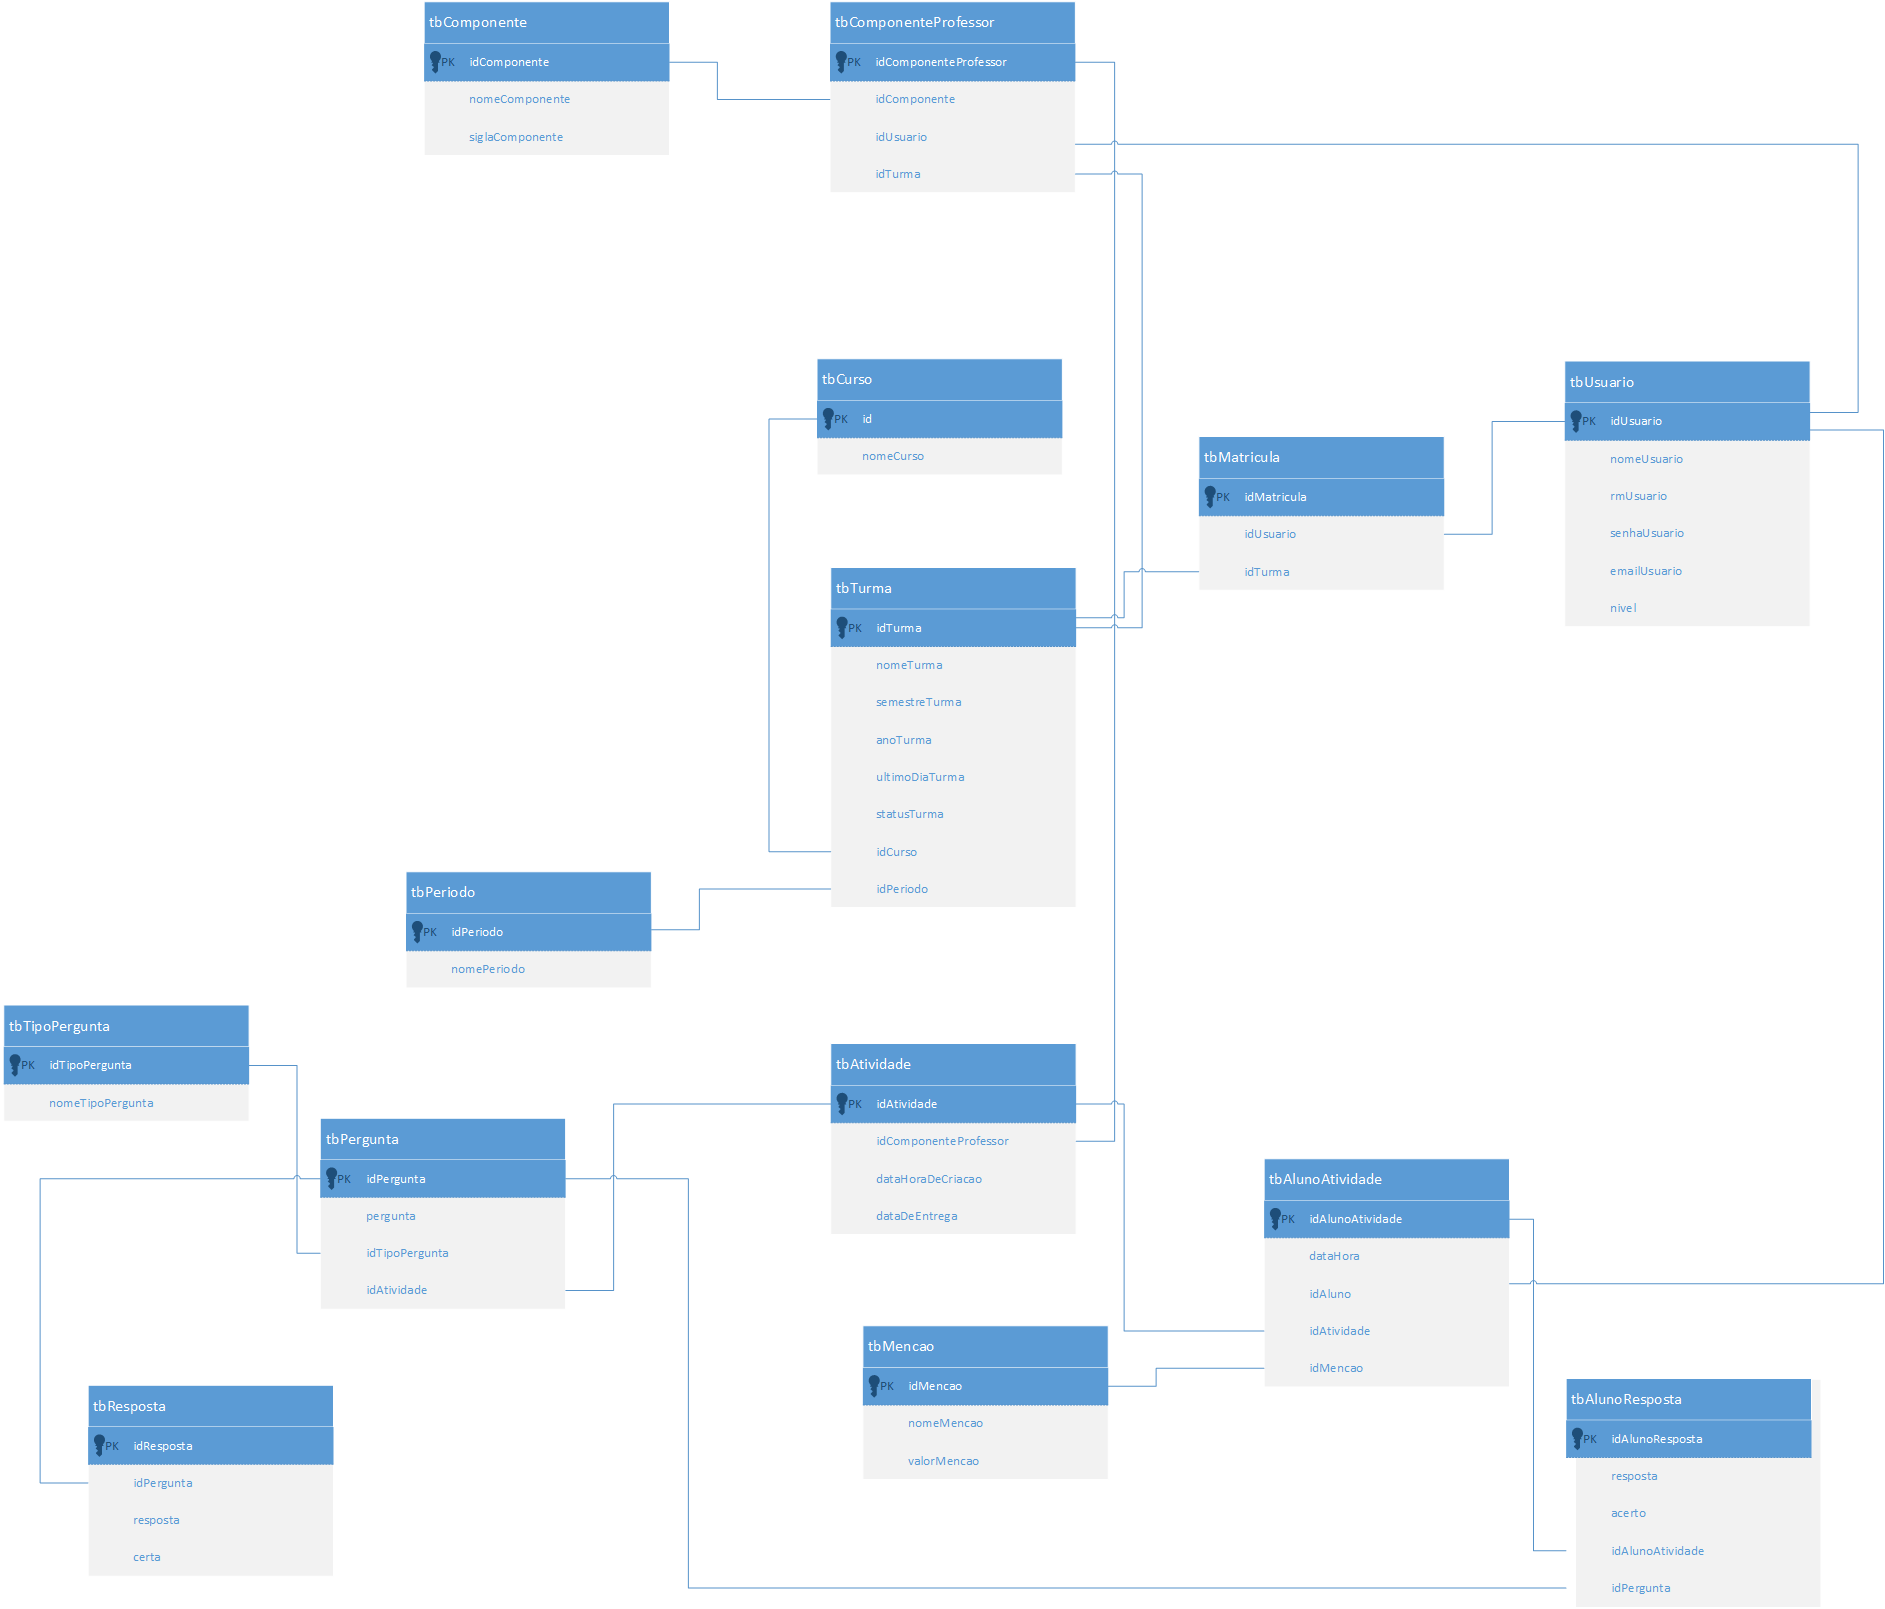 tbComponente
PK idComponente
nomeComponente
siglaComponente
tbComponenteProfessor
PK idComponenteProfessor
idComponente
idUsuario
idTurma
tbCurso
PK id
nomeCurso
tbUsuario
PK idUsuario
nomeUsuario
rmUsuario
senhaUsuario
emailUsuario
nivel
tbMatricula
PK idMatricula
idUsuario
idTurma
tbTurma
PK idTurma
nomeTurma
semestreTurma
anoTurma
ultimoDiaTurma
statusTurma
idCurso
idPeriodo
tbPeriodo
PK idPeriodo
nomePeriodo
tbTipoPergunta
PK idTipoPergunta
nomeTipoPergunta
tbPergunta
PK idPergunta
pergunta
idTipoPergunta
idAtividade
tbAtividade
PK idAtividade
idComponenteProfessor
dataHoraDeCriacao
dataDeEntrega
tbAlunoAtividade
PK idAlunoAtividade
dataHora
idAluno
idAtividade
idMencao
tbMencao
PK idMencao
nomeMencao
valorMencao
tbResposta
PK idResposta
idPergunta
resposta
certa
tbAlunoResposta
PK idAlunoResposta
resposta
acerto
idAlunoAtividade
idPergunta